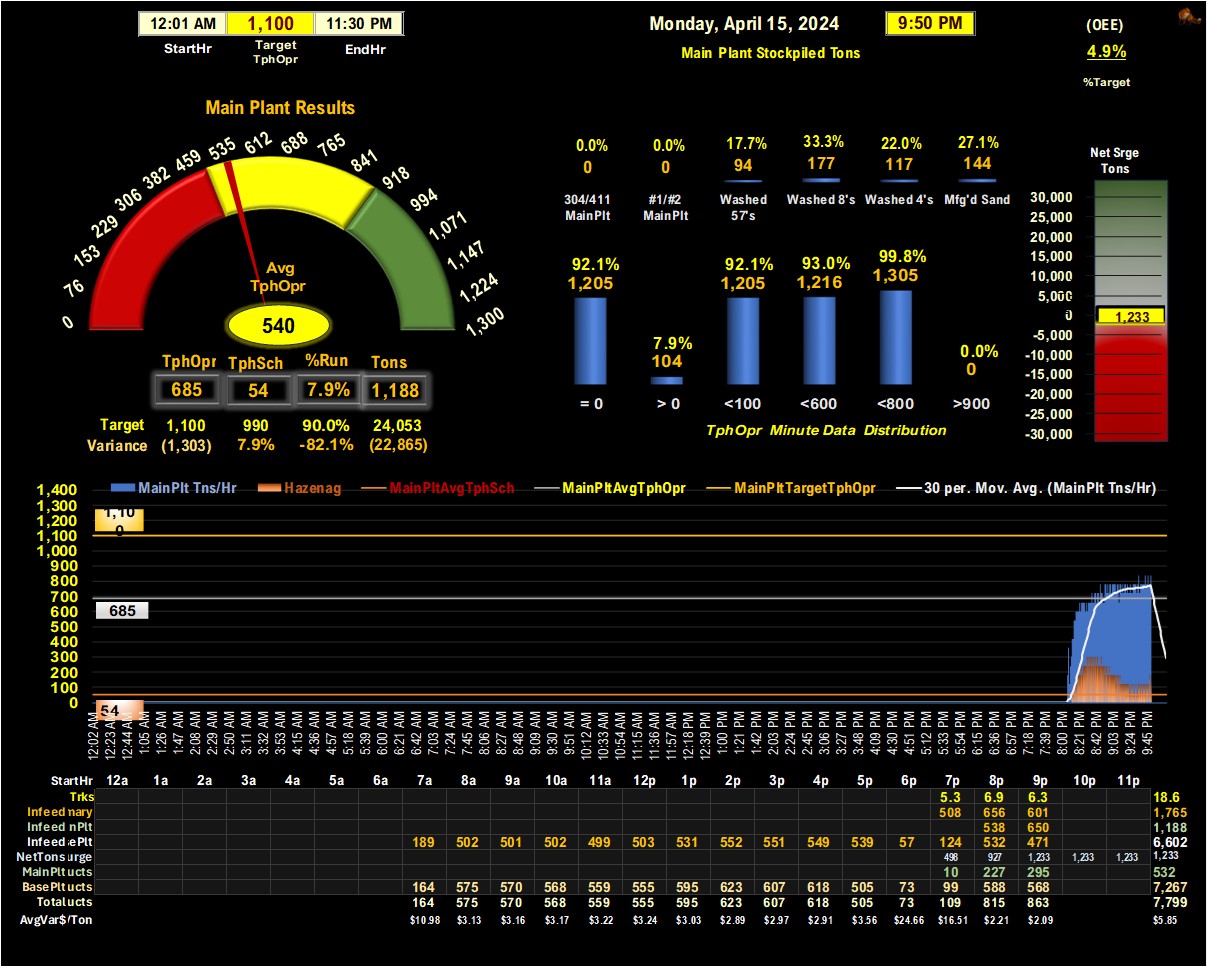 12:01 AM 1,100 11:30 PM
StartHr Target TphOpr EndHr
Monday, April 15, 2024 9:50 PM
Main Plant Stockpiled Tons
(OEE)
4.9%
%Target
Main Plant Results
0 76 153 229 306 382 459 535 612 688 765 841 918 994 1,071 1,147 1,224 1,300
Avg
TphOpr
540
TphOpr TphSch %Run Tons
685 54 7.9% 1,188
Target 1,100 990 90.0% 24,053
Variance (1,303) 7.9% -82.1% (22,865)
0.0% 0.0% 17.7% 33.3% 22.0% 27.1%
0 0 94 177 117 144
304/411 #1/#2 Washed Washed 8's Washed 4's Mfg'd Sand
MainPlt MainPlt 57's
92.1% 7.9% 92.1% 93.0% 99.8% 0.0%
1,205 104 1,205 1,216 1,305 0
= 0 > 0 <100 <600 <800 >900
TphOpr Minute Data Distribution
Net Srge
Tons
30,000
25,000
20,000
15,000
10,000
5,000
0
1,233
-5,000
-10,000
-15,000
-20,000
-25,000
-30,000
MainPlt Tns/Hr Hazenag MainPltAvgTphSch MainPltAvgTphOpr MainPltTargetTphOpr 30 per. Mov. Avg. (MainPlt Tns/Hr)
1,400
1,300
1,200
1,100
1,000
900
800
700
600
500
400
300
200
100
0
1,100
685
54
12:02 AM 12:23 AM 12:44 AM 1:05 AM 1:26 AM 1:47 AM 2:08 AM 2:29 AM 2:50 AM 3:11 AM 3:32 AM 3:53 AM 4:15 AM 4:36 AM 4:57 AM 5:18 AM 5:39 AM 6:00 AM 6:21 AM 6:42 AM 7:03 AM 7:24 AM 7:45 AM 8:06 AM 8:27 AM 8:48 AM 9:09 AM 9:30 AM 9:51 AM 10:12 AM 10:33 AM 10:54 AM 11:15 AM 11:36 AM 11:57 AM 12:18 PM 12:39 PM 1:00 PM 1:21 PM 1:42 PM 2:03 PM 2:24 PM 2:45 PM 3:06 PM 3:27 PM 3:48 PM 4:09 PM 4:30 PM 4:51 PM 5:12 PM 5:33 PM 5:54 PM 6:15 PM 6:36 PM 6:57 PM 7:18 PM 7:39 PM 8:00 PM 8:21 PM 8:42 PM 9:03 PM 9:24 PM 9:45 PM
StartHr 12a 1a 2a 3a 4a 5a 6a 7a 8a 9a 10a 11a 12p 1p 2p 3p 4p 5p 6p 7p 8p 9p 10p 11p
Trks 5.3 6.9 6.3 18.6
Infeed mary 508 656 601 1,765
Infeed nPlt 538 650 1,188
Infeed ePlt 189 502 501 502 499 503 531 552 551 549 539 57 124 532 471 6,602
NetTons urge 498 927 1,233 1,233 1,233 1,233
MainPlt ucts 10 227 295 532
BasePlt ucts 164 575 570 568 559 555 595 623 607 618 505 73 99 588 568 7,267
Total ucts 164 575 570 568 559 555 595 623 607 618 505 73 109 815 863 7,799
AvgVar$/Ton $10.98 $3.13 $3.16 $3.17 $3.22 $3.24 $3.03 $2.89 $2.97 $2.91 $3.56 $24.66 $16.51 $2.21 $2.09 $5.85